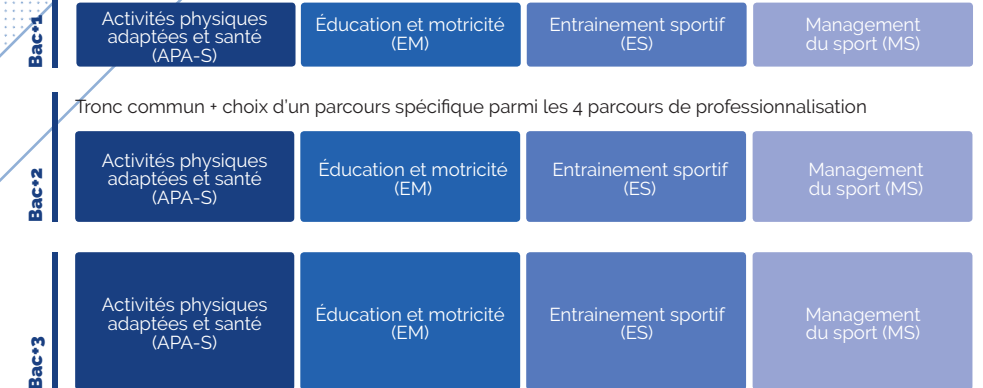 Bac+1
Activités physiques
adaptées et santé
(APA-S)
Éducation et motricité
(EM)
Entrainement sportif
(ES)
Management
du sport (MS)
Tronc commun + choix d'un parcours spécifique parmi les 4 parcours de professionnalisation
Bac+2
Activités physiques
adaptées et santé
(APA-S)
Éducation et motricité
(EM)
Entrainement sportif
(ES)
Management
du sport (MS)
Bac+3
Activités physiques
adaptées et santé
(APA-S)
Éducation et motricité
(EM)
Entrainement sportif
(ES)
Management
du sport (MS)